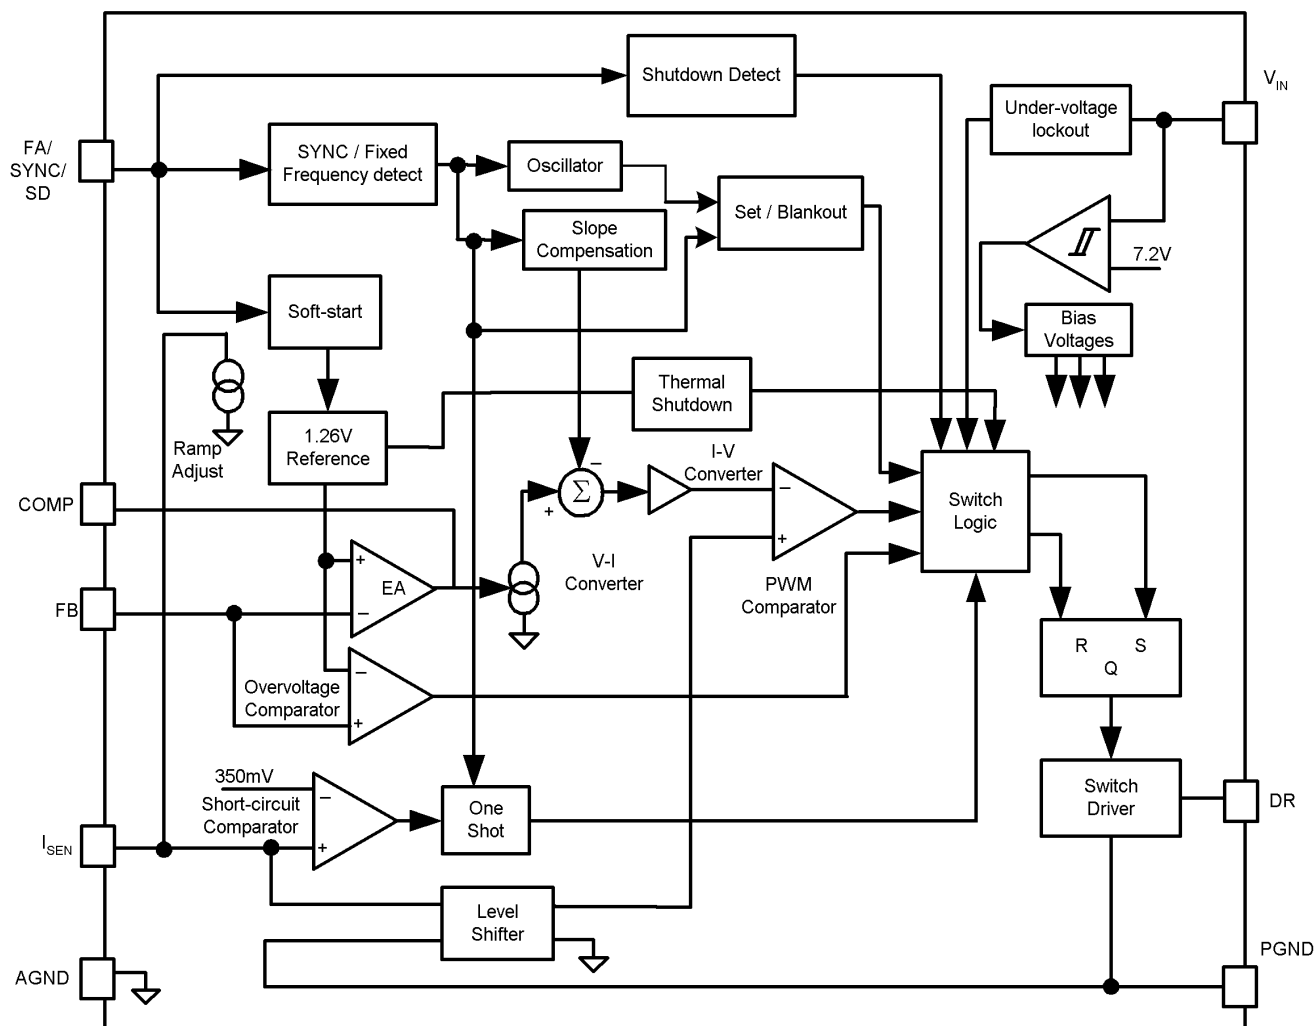 Shutdown Detect
V_IN
Under-voltage
lockout
FA/
SYNC/
SD
SYNC / Fixed
Frequency detect
Oscillator
Set / Blankout
Slope
Compensation
7.2V
Soft-start
Bias
Voltages
Thermal
Shutdown
1.26V
Reference
Ramp
Adjust
I-V
Converter
COMP
−
Σ
+
−
+
Switch
Logic
V-I
Converter
PWM
Comparator
+
EA
−
FB
R
S
Q
Overvoltage
Comparator
−
+
350mV
Short-circuit
Comparator
−
+
One
Shot
Switch
Driver
DR
I_SEN
Level
Shifter
PGND
AGND